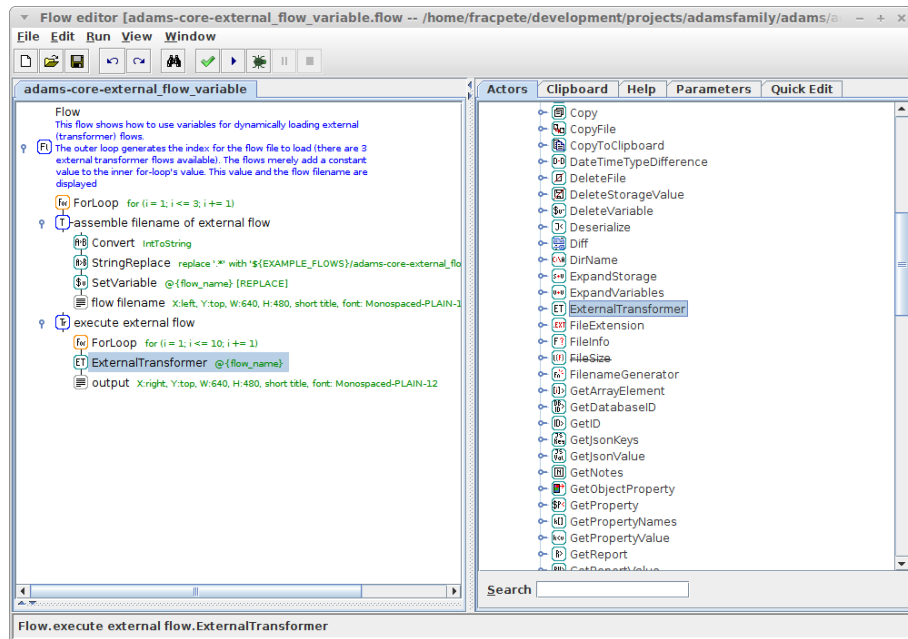 Flow editor [adams-core-external_flow_variable.flow -- /home/fracpete/development/projects/adamsfamily/adams/a
File Edit Run View Window
adams-core-external_flow_variable
Flow
This flow shows how to use variables for dynamically loading external
(transformer) flows.
The outer loop generates the index for the flow file to load (there are 3
external transformer flows available). The flows merely add a constant
value to the inner for-loop's value. This value and the flow filename are
displayed
ForLoop for (i = 1; i <= 3; i += 1)
assemble filename of external flow
Convert IntToString
StringReplace replace '.*' with '${EXAMPLE_FLOWS}/adams-core-external_flo
SetVariable @{flow_name} [REPLACE]
flow filename X:left, Y:top, W:640, H:480, short title, font: Monospaced-PLAIN-1
execute external flow
ForLoop for (i = 1; i <= 10; i += 1)
ExternalTransformer @{flow_name}
output X:right, Y:top, W:640, H:480, short title, font: Monospaced-PLAIN-12
Actors Clipboard Help Parameters Quick Edit
Copy
CopyFile
CopyToClipboard
DateTimeTypeDifference
DeleteFile
DeleteStorageValue
DeleteVariable
Deserialize
Diff
DirName
ExpandStorage
ExpandVariables
ExternalTransformer
FileExtension
FileInfo
FileSize
FilenameGenerator
GetArrayElement
GetDatabaseID
GetID
GetJsonKeys
GetJsonValue
GetNotes
GetObjectProperty
GetProperty
GetPropertyNames
GetPropertyValue
GetReport
GetReportValue
Search
Flow.execute external flow.ExternalTransformer